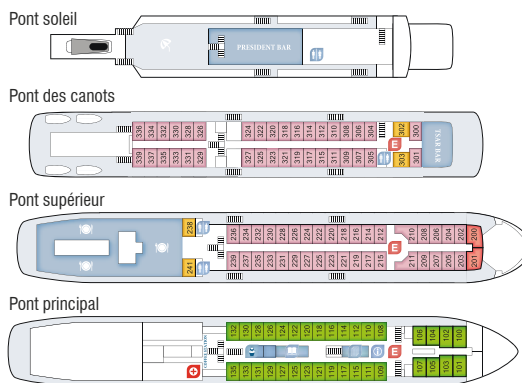 Pont soleil
PRESIDENT BAR
Pont des canots
336 334 332 330 328 326 324 322 320 318 316 314 312 310 308 306 304 302 300
E
TSAR BAR
339 337 335 333 331 329 327 325 323 321 319 317 315 311 309 307 305 303 301
Pont supérieur
238 236 234 232 230 228 226 224 222 220 218 216 214 212 210 208 206 202 200
E
241 239 237 235 233 231 229 227 225 223 221 219 217 215 211 209 207 205 203 201
Pont principal
132 130 128 126 124 122 120 118 116 114 110 108 106 104 102 100
E
135 133 131 129 127 125 123 121 119 117 115 111 109 107 105 103 101